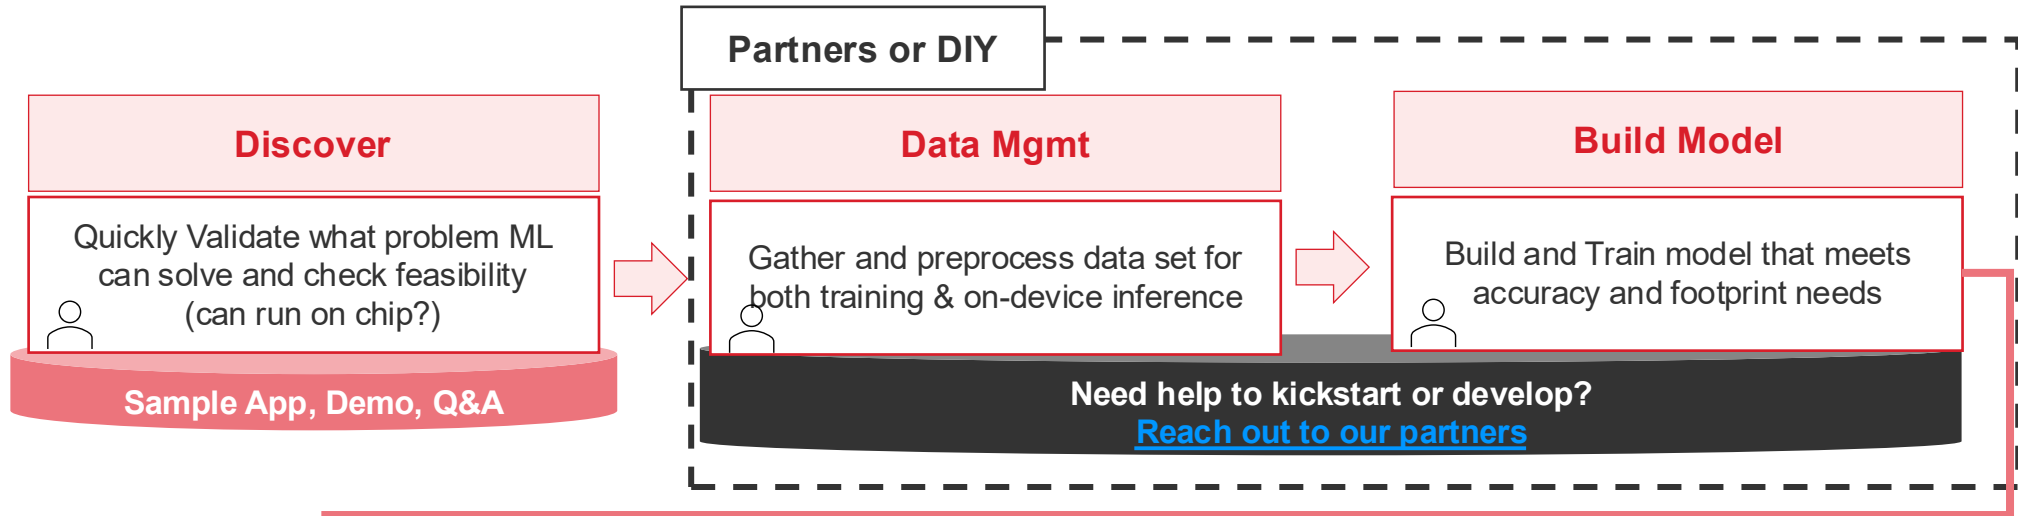 Partners or DIY
Discover
Quickly Validate what problem ML
can solve and check feasibility
(can run on chip?)
Sample App, Demo, Q&A
Data Mgmt
Gather and preprocess data set for
both training & on-device inference
Build Model
Build and Train model that meets
accuracy and footprint needs
Need help to kickstart or develop?
Reach out to our partners